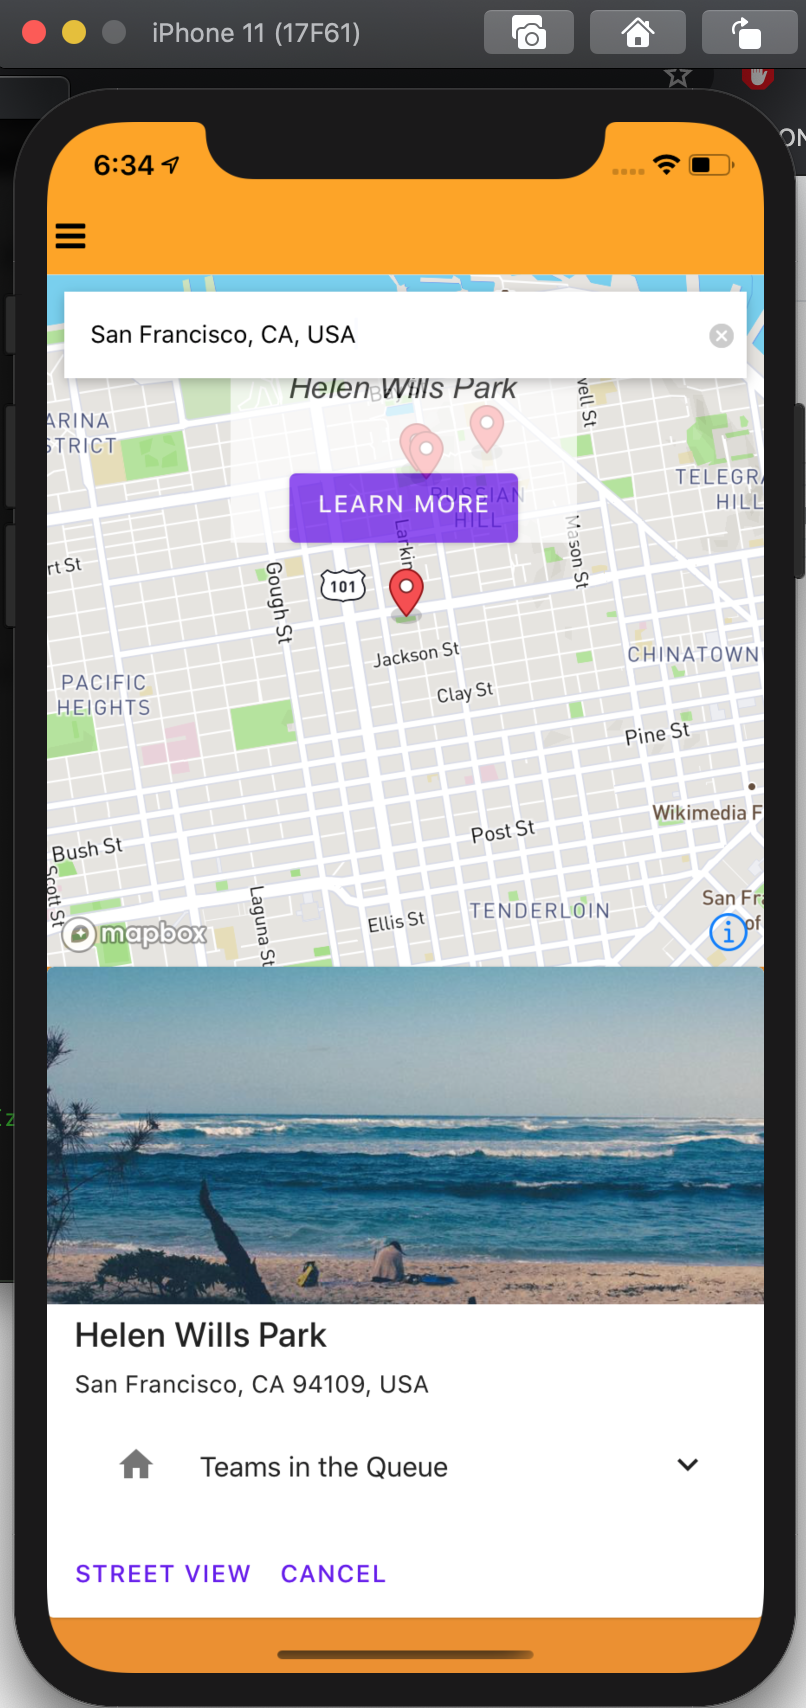 iPhone 11 (17F61)
6:34
San Francisco, CA, USA
Helen Wills Park
vell St
ARINA
STRICT
TELEGRA
HILL
LEARN MORE
RUSSIAN
HILL
Larkin
Mason St
rt St
Gough St
101
Jackson St
CHINATOWN
PACIFIC
HEIGHTS
Clay St
Pine St
Wikimedia F
Bush St
Post St
Scott St
Laguna St
Ellis St
TENDERLOIN
San Fra
of
mapbox
Helen Wills Park
San Francisco, CA 94109, USA
Teams in the Queue
STREET VIEW CANCEL